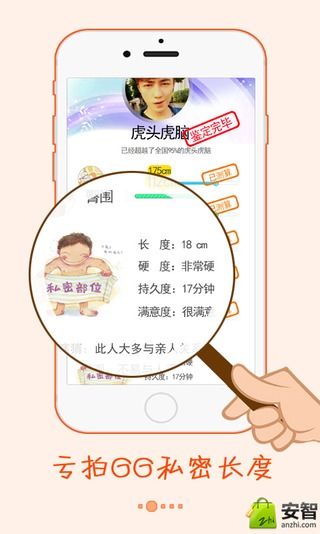 虎头虎脑
鉴定完毕
已经超越了全国95%的虎头虎脑
175cm
已测算
胸围
长 度：18 cm
硬 度：非常硬
持久度：17分钟
满意度：很满意
私密部位
此人大多与亲人
私密部位
持久度：17分钟
亏拍GG私密长度
安智
anzhi.com